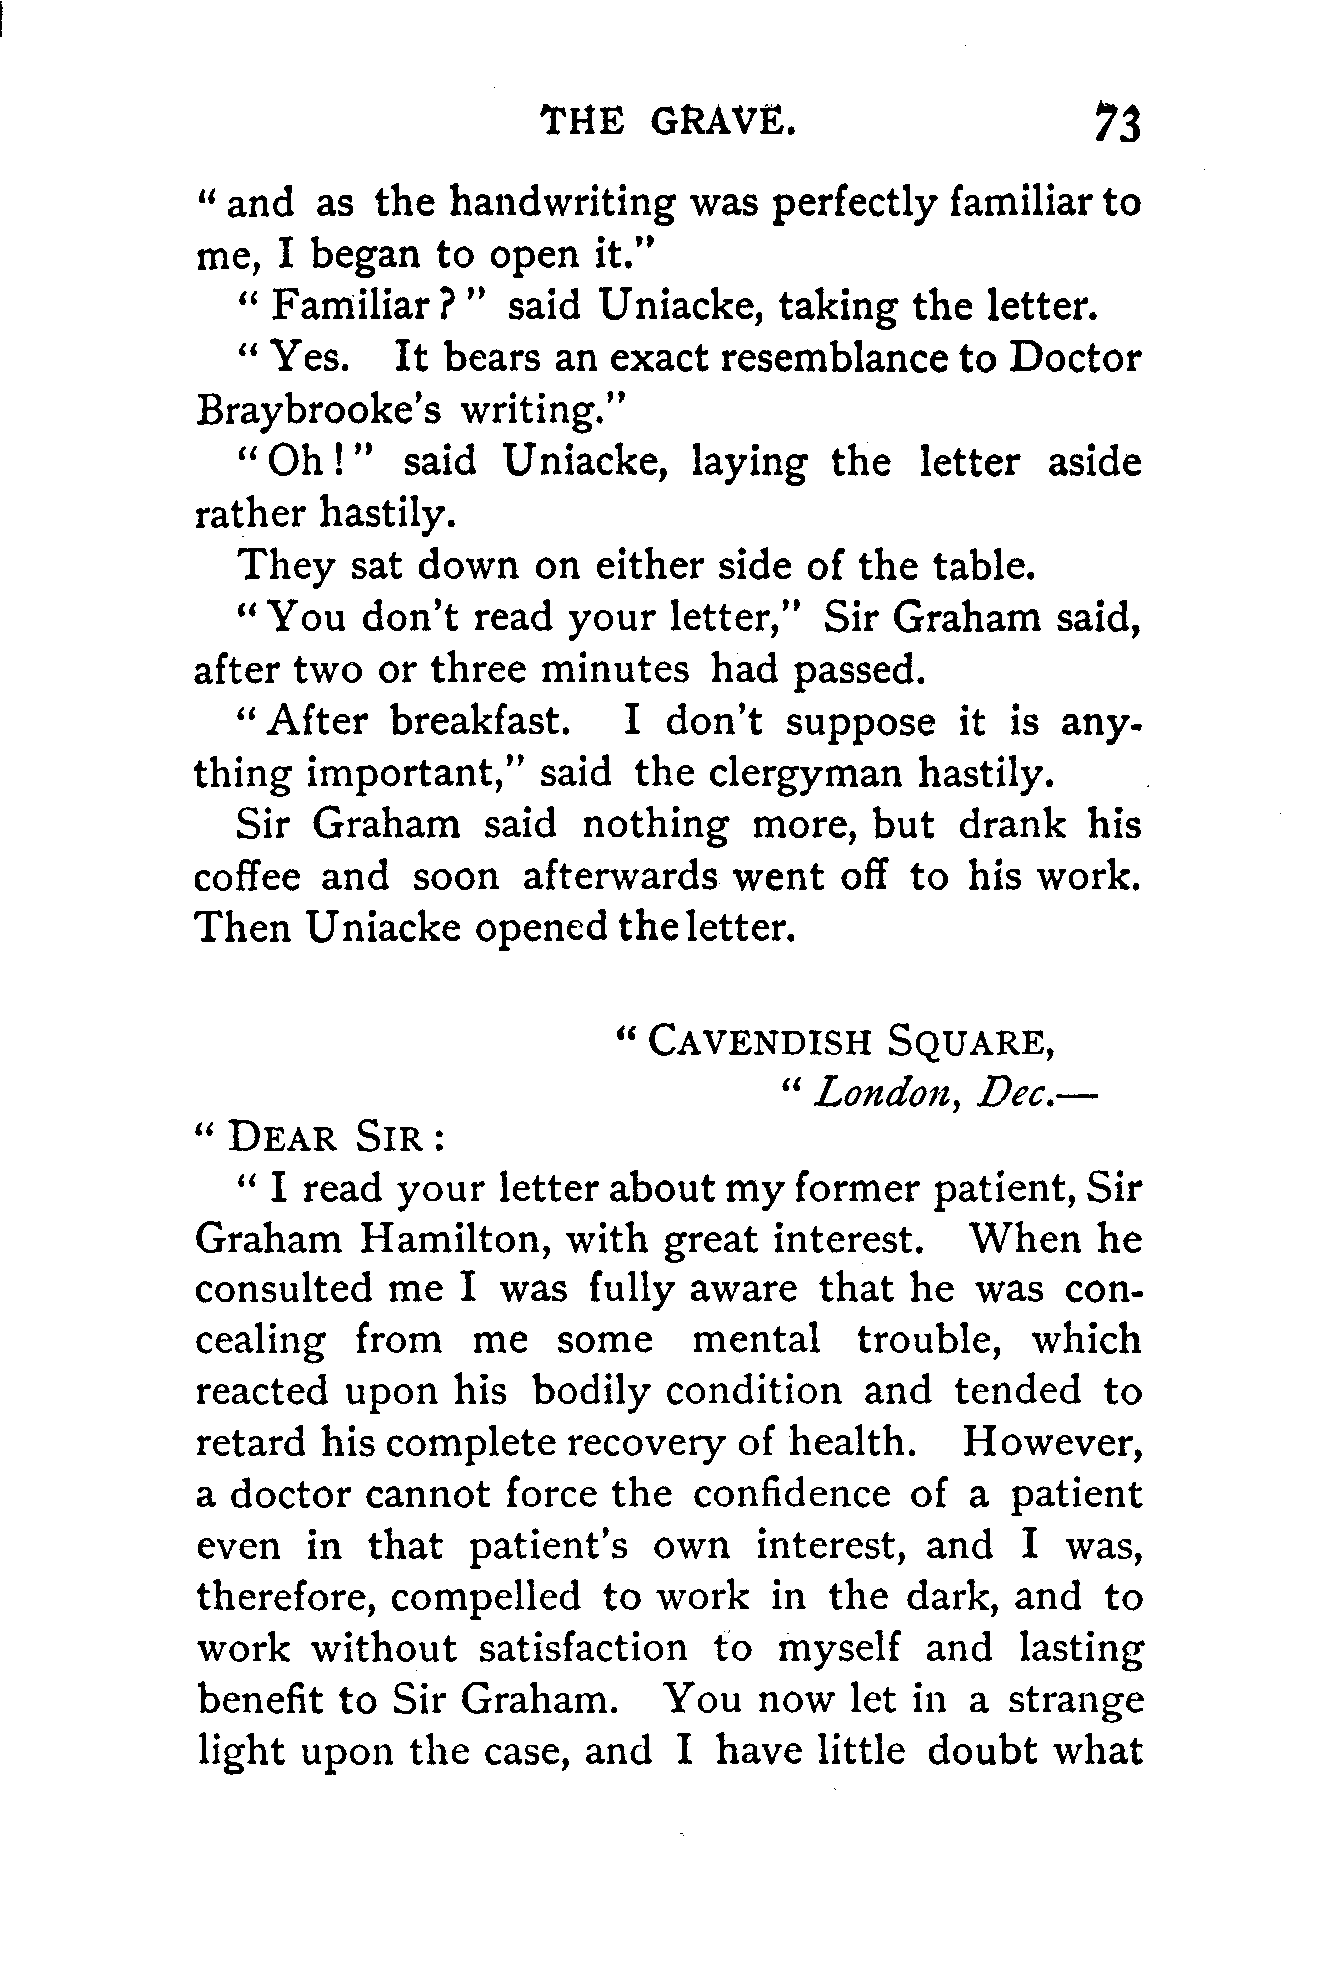 THE GRAVE. 73
" and as the handwriting was perfectly familiar to
me, I began to open it."
" Familiar ? " said Uniacke, taking the letter.
" Yes. It bears an exact resemblance to Doctor
Braybrooke's writing."
" Oh ! " said Uniacke, laying the letter aside
rather hastily.
They sat down on either side of the table.
" You don't read your letter," Sir Graham said,
after two or three minutes had passed.
" After breakfast. I don't suppose it is any-
thing important," said the clergyman hastily.
Sir Graham said nothing more, but drank his
coffee and soon afterwards went off to his work.
Then Uniacke opened the letter.
" CAVENDISH SQUARE,
" London, Dec.—
" DEAR SIR :
" I read your letter about my former patient, Sir
Graham Hamilton, with great interest. When he
consulted me I was fully aware that he was con-
cealing from me some mental trouble, which
reacted upon his bodily condition and tended to
retard his complete recovery of health. However,
a doctor cannot force the confidence of a patient
even in that patient's own interest, and I was,
therefore, compelled to work in the dark, and to
work without satisfaction to myself and lasting
benefit to Sir Graham. You now let in a strange
light upon the case, and I have little doubt what